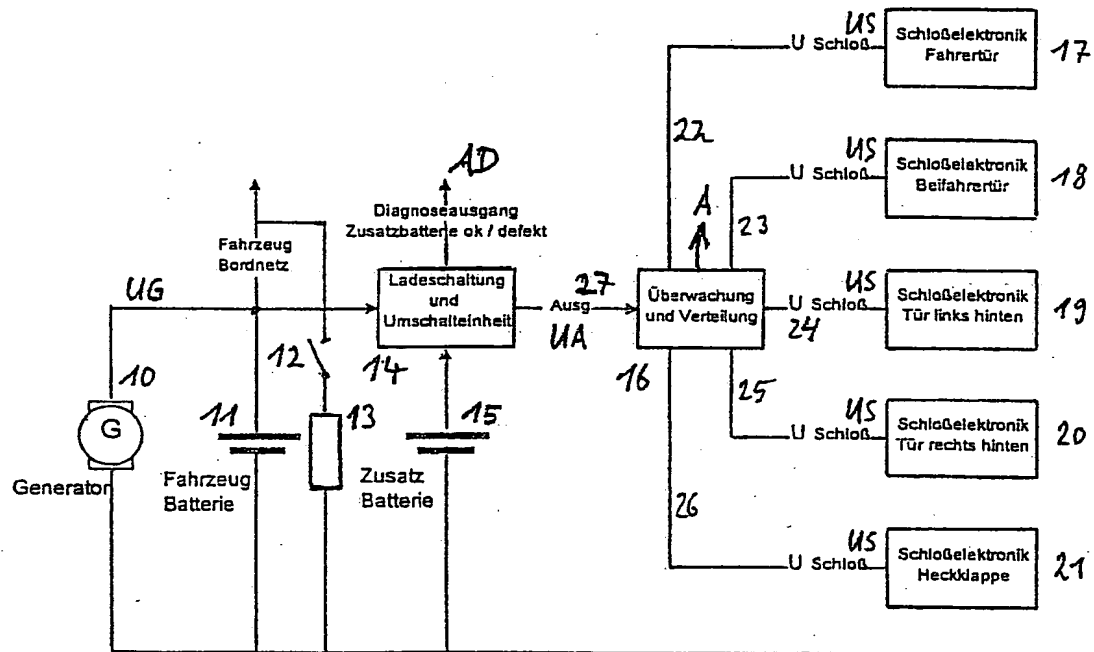 UG
10
G
Generator
Fahrzeug
Bordnetz
11
Fahrzeug
Batterie
12
13
AD
Diagnoseausgang
Zusatzbatterie ok / defekt
Ladeschaltung
und
Umschalteinheit
14
15
Zusatz
Batterie
27
Ausg
UA
A
Überwachung
und Verteilung
16
22
U Schloß
US
Schloßelektronik
Fahrertür
17
23
U Schloß
US
Schloßelektronik
Beifahrertür
18
24
U Schloß
US
Schloßelektronik
Tür links hinten
19
25
U Schloß
US
Schloßelektronik
Tür rechts hinten
20
26
U Schloß
US
Schloßelektronik
Heckklappe
21